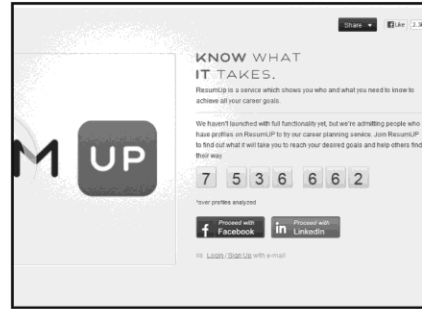 Share
Like 2.3
KNOW WHAT
IT TAKES.
ResumUp is a service which shows you who and what you need to know to
achieve all your career goals.
We haven't launched with full functionality yet, but we're admitting people who
have profiles on ResumUP to try our career planning service. Join ResumUP
to find out what it will take you to reach your desired goals and help others find
their way.
M UP
7 536 662
*over profiles analyzed
Proceed with
Facebook
in Proceed with
LinkedIn
Login / Sign Up with e-mail